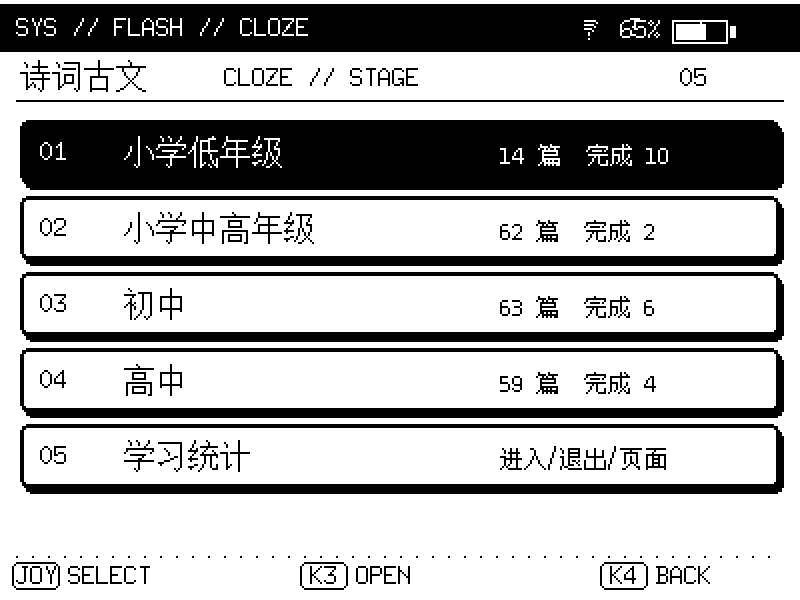 SYS // FLASH // CLOZE 65%
诗词古文 CLOZE // STAGE 05
01 小学低年级 14 篇 完成 10
02 小学中高年级 62 篇 完成 2
03 初中 63 篇 完成 6
04 高中 59 篇 完成 4
05 学习统计 进入/退出/页面
JOY SELECT K3 OPEN K4 BACK